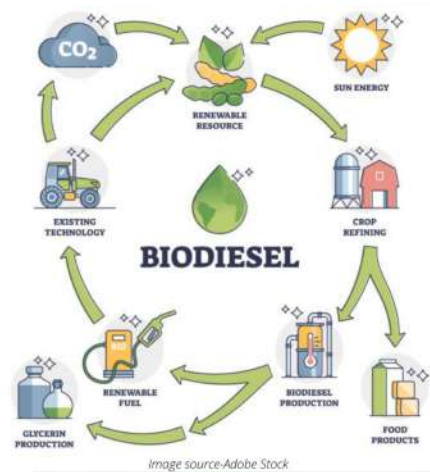 CO2
SUN ENERGY
RENEWABLE
RESOURCE
EXISTING
TECHNOLOGY
CROP
REFINING
BIODIESEL
BIO
RENEWABLE
FUEL
BIODIESEL
PRODUCTION
GLYCERIN
PRODUCTION
FOOD
PRODUCTS
Image source-Adobe Stock